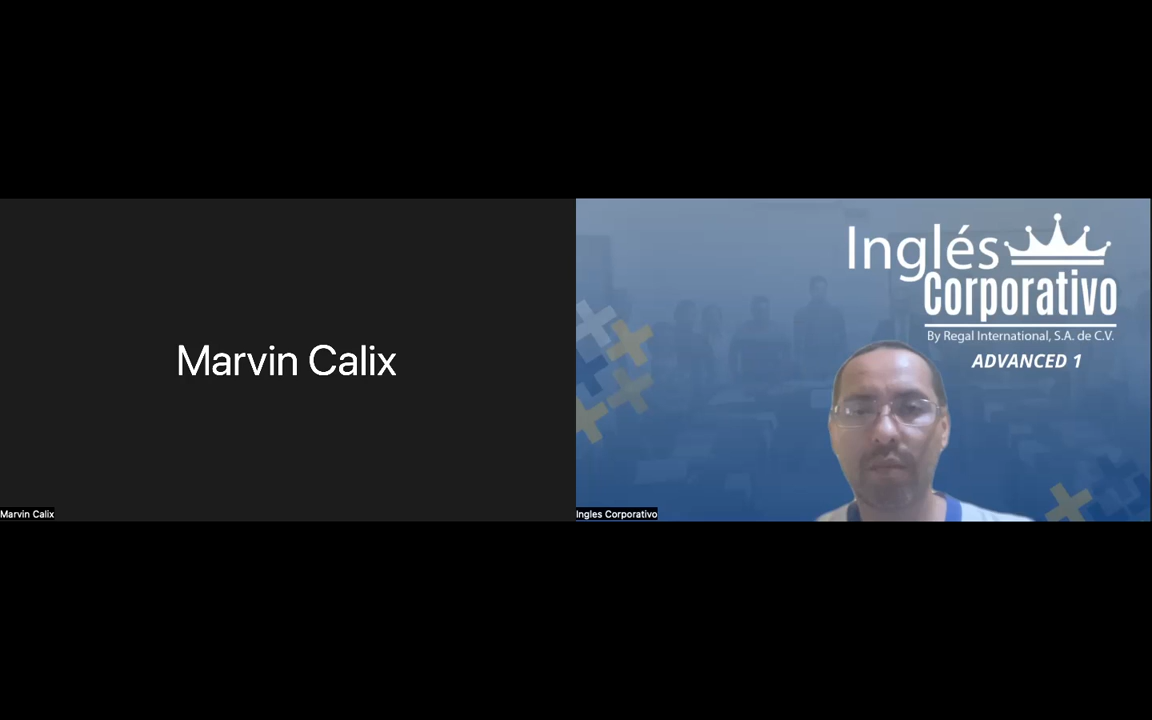 Marvin Calix
Marvin Calix
Inglés
Corporativo
By Regal International, S.A. de C.V.
ADVANCED 1
Ingles Corporativo